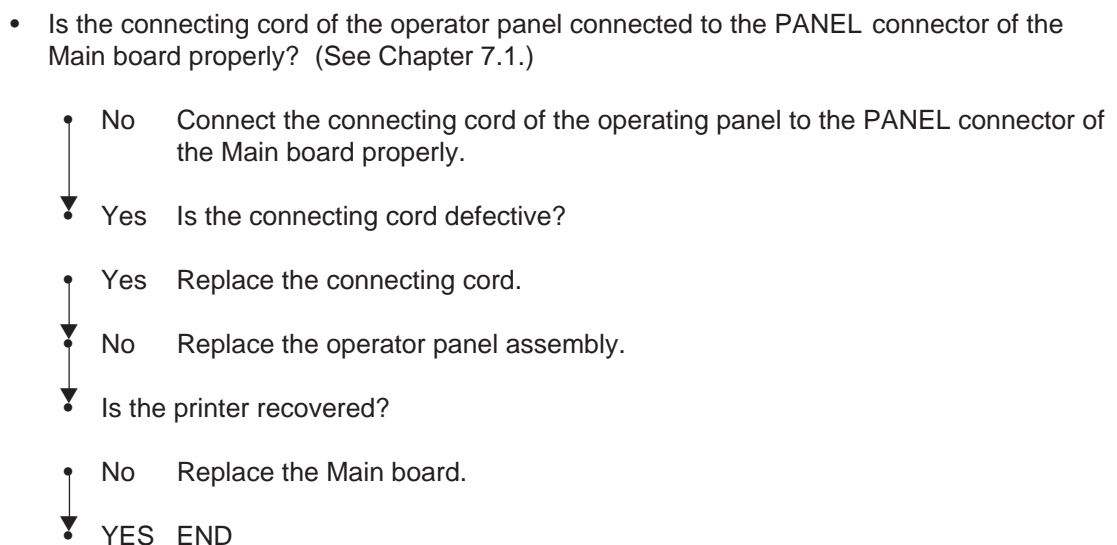 • Is the connecting cord of the operator panel connected to the PANEL connector of the
Main board properly? (See Chapter 7.1.)
• No Connect the connecting cord of the operating panel to the PANEL connector of
the Main board properly.
• Yes Is the connecting cord defective?
• Yes Replace the connecting cord.
• No Replace the operator panel assembly.
• Is the printer recovered?
• No Replace the Main board.
• YES END